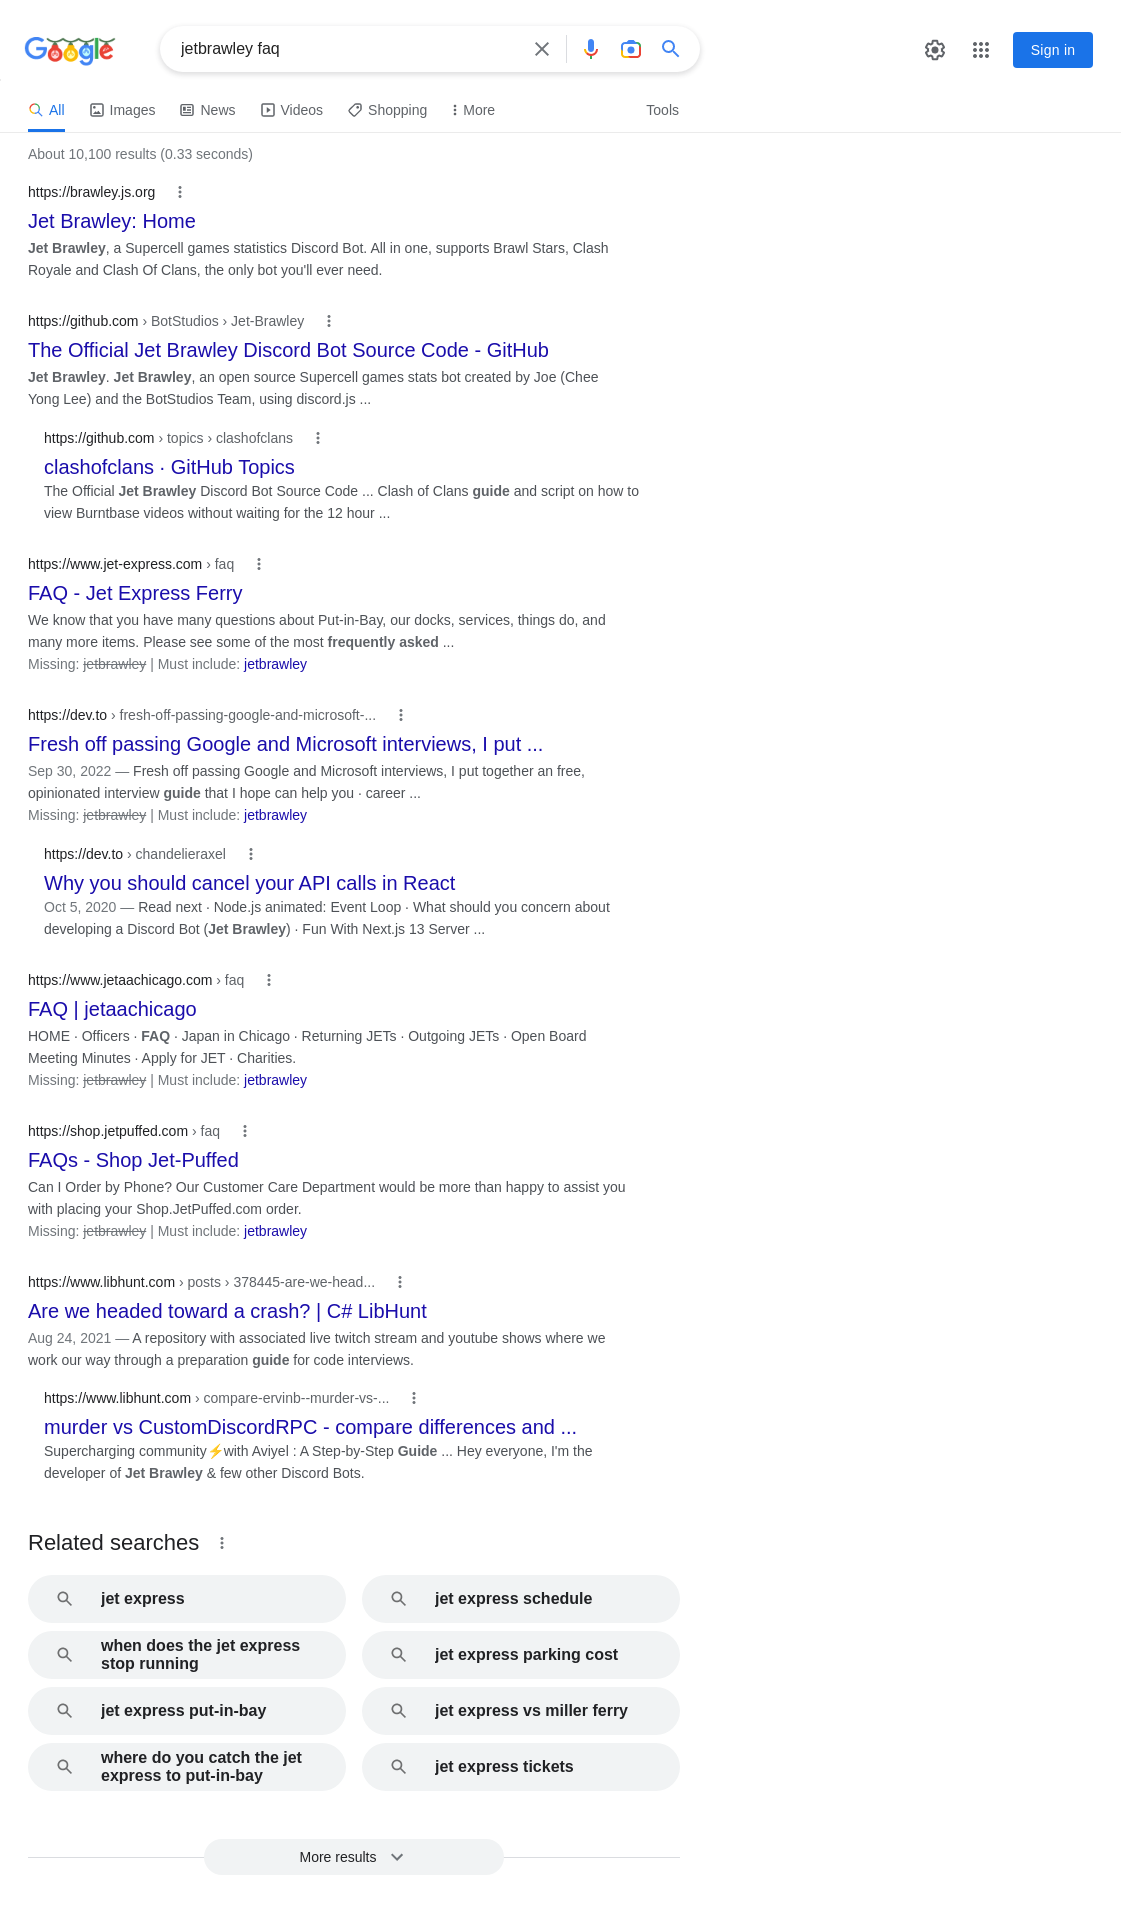 Google
jetbrawley faq
Sign in
All
Images
News
Videos
Shopping
More
Tools
About 10,100 results (0.33 seconds)
https://brawley.js.org
Jet Brawley: Home
Jet Brawley, a Supercell games statistics Discord Bot. All in one, supports Brawl Stars, Clash
Royale and Clash Of Clans, the only bot you'll ever need.
https://github.com › BotStudios › Jet-Brawley
The Official Jet Brawley Discord Bot Source Code - GitHub
Jet Brawley. Jet Brawley, an open source Supercell games stats bot created by Joe (Chee
Yong Lee) and the BotStudios Team, using discord.js ...
https://github.com › topics › clashofclans
clashofclans · GitHub Topics
The Official Jet Brawley Discord Bot Source Code ... Clash of Clans guide and script on how to
view Burntbase videos without waiting for the 12 hour ...
https://www.jet-express.com › faq
FAQ - Jet Express Ferry
We know that you have many questions about Put-in-Bay, our docks, services, things do, and
many more items. Please see some of the most frequently asked ...
Missing: jetbrawley | Must include: jetbrawley
https://dev.to › fresh-off-passing-google-and-microsoft-...
Fresh off passing Google and Microsoft interviews, I put ...
Sep 30, 2022 — Fresh off passing Google and Microsoft interviews, I put together an free,
opinionated interview guide that I hope can help you · career ...
Missing: jetbrawley | Must include: jetbrawley
https://dev.to › chandelieraxel
Why you should cancel your API calls in React
Oct 5, 2020 — Read next · Node.js animated: Event Loop · What should you concern about
developing a Discord Bot (Jet Brawley) · Fun With Next.js 13 Server ...
https://www.jetaachicago.com › faq
FAQ | jetaachicago
HOME · Officers · FAQ · Japan in Chicago · Returning JETs · Outgoing JETs · Open Board
Meeting Minutes · Apply for JET · Charities.
Missing: jetbrawley | Must include: jetbrawley
https://shop.jetpuffed.com › faq
FAQs - Shop Jet-Puffed
Can I Order by Phone? Our Customer Care Department would be more than happy to assist you
with placing your Shop.JetPuffed.com order.
Missing: jetbrawley | Must include: jetbrawley
https://www.libhunt.com › posts › 378445-are-we-head...
Are we headed toward a crash? | C# LibHunt
Aug 24, 2021 — A repository with associated live twitch stream and youtube shows where we
work our way through a preparation guide for code interviews.
https://www.libhunt.com › compare-ervinb--murder-vs-...
murder vs CustomDiscordRPC - compare differences and ...
Supercharging community⚡with Aviyel : A Step-by-Step Guide ... Hey everyone, I'm the
developer of Jet Brawley & few other Discord Bots.
Related searches
jet express
jet express schedule
when does the jet express
stop running
jet express parking cost
jet express put-in-bay
jet express vs miller ferry
where do you catch the jet
express to put-in-bay
jet express tickets
More results